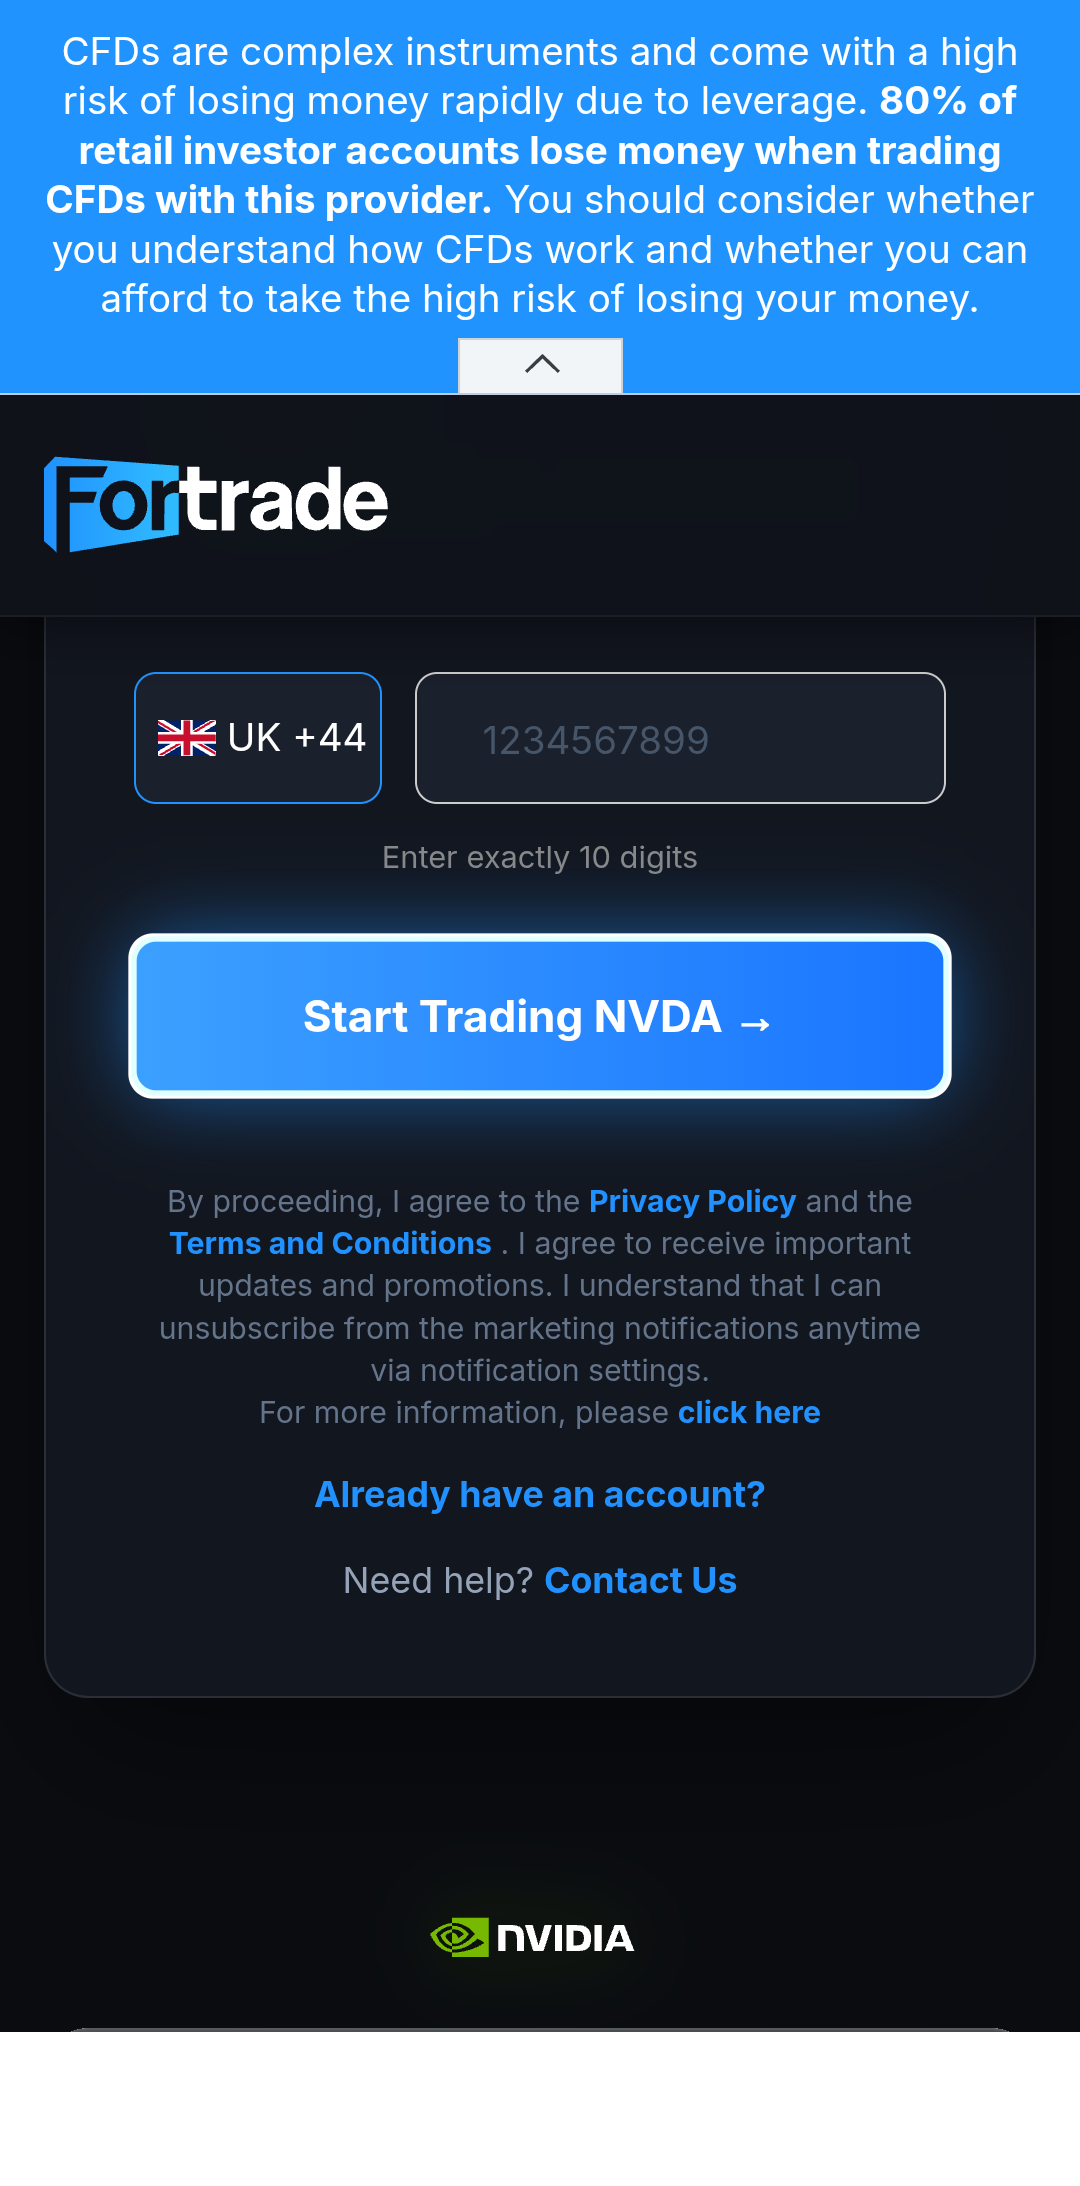 CFDs are complex instruments and come with a high
risk of losing money rapidly due to leverage. 80% of
retail investor accounts lose money when trading
CFDs with this provider. You should consider whether
you understand how CFDs work and whether you can
afford to take the high risk of losing your money.
Fortrade
UK +44
1234567899
Enter exactly 10 digits
Start Trading NVDA →
By proceeding, I agree to the Privacy Policy and the
Terms and Conditions . I agree to receive important
updates and promotions. I understand that I can
unsubscribe from the marketing notifications anytime
via notification settings.
For more information, please click here
Already have an account?
Need help? Contact Us
NVIDIA